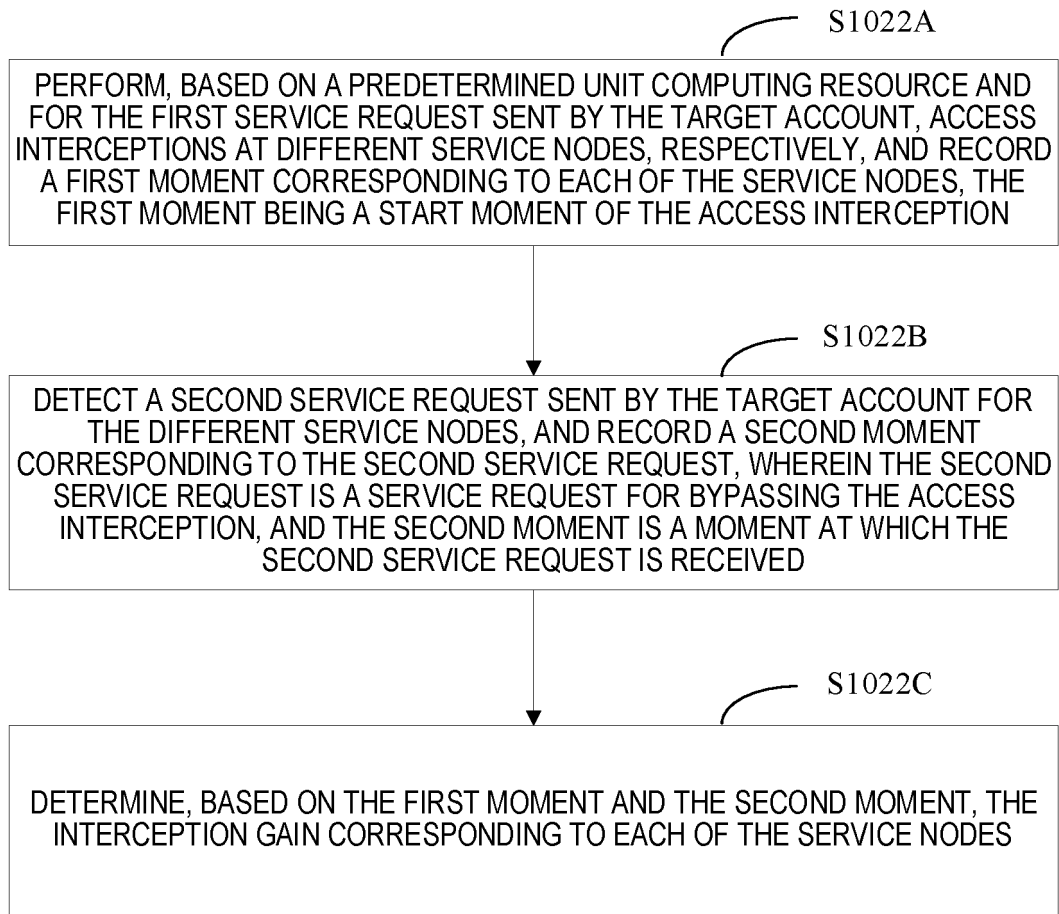 S1022A
PERFORM, BASED ON A PREDETERMINED UNIT COMPUTING RESOURCE AND
FOR THE FIRST SERVICE REQUEST SENT BY THE TARGET ACCOUNT, ACCESS
INTERCEPTIONS AT DIFFERENT SERVICE NODES, RESPECTIVELY, AND RECORD
A FIRST MOMENT CORRESPONDING TO EACH OF THE SERVICE NODES, THE
FIRST MOMENT BEING A START MOMENT OF THE ACCESS INTERCEPTION
S1022B
DETECT A SECOND SERVICE REQUEST SENT BY THE TARGET ACCOUNT FOR
THE DIFFERENT SERVICE NODES, AND RECORD A SECOND MOMENT
CORRESPONDING TO THE SECOND SERVICE REQUEST, WHEREIN THE SECOND
SERVICE REQUEST IS A SERVICE REQUEST FOR BYPASSING THE ACCESS
INTERCEPTION, AND THE SECOND MOMENT IS A MOMENT AT WHICH THE
SECOND SERVICE REQUEST IS RECEIVED
S1022C
DETERMINE, BASED ON THE FIRST MOMENT AND THE SECOND MOMENT, THE
INTERCEPTION GAIN CORRESPONDING TO EACH OF THE SERVICE NODES